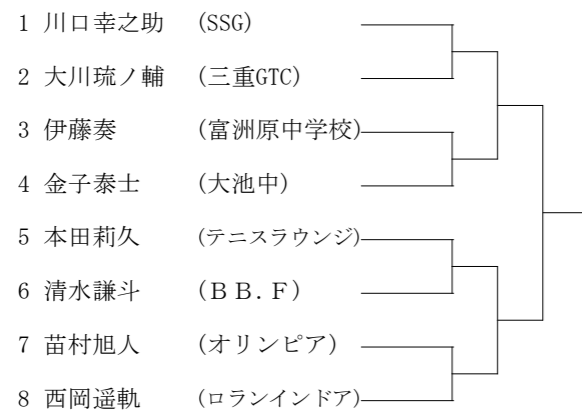 1 川口幸之助 (SSG)
2 大川琉ノ輔 (三重GTC)
3 伊藤奏 (富洲原中学校)
4 金子泰士 (大池中)
5 本田莉久 (テニスラウンジ)
6 清水謙斗 (ＢＢ.Ｆ)
7 苗村旭人 (オリンピア)
8 西岡遥軌 (ロランインドア)